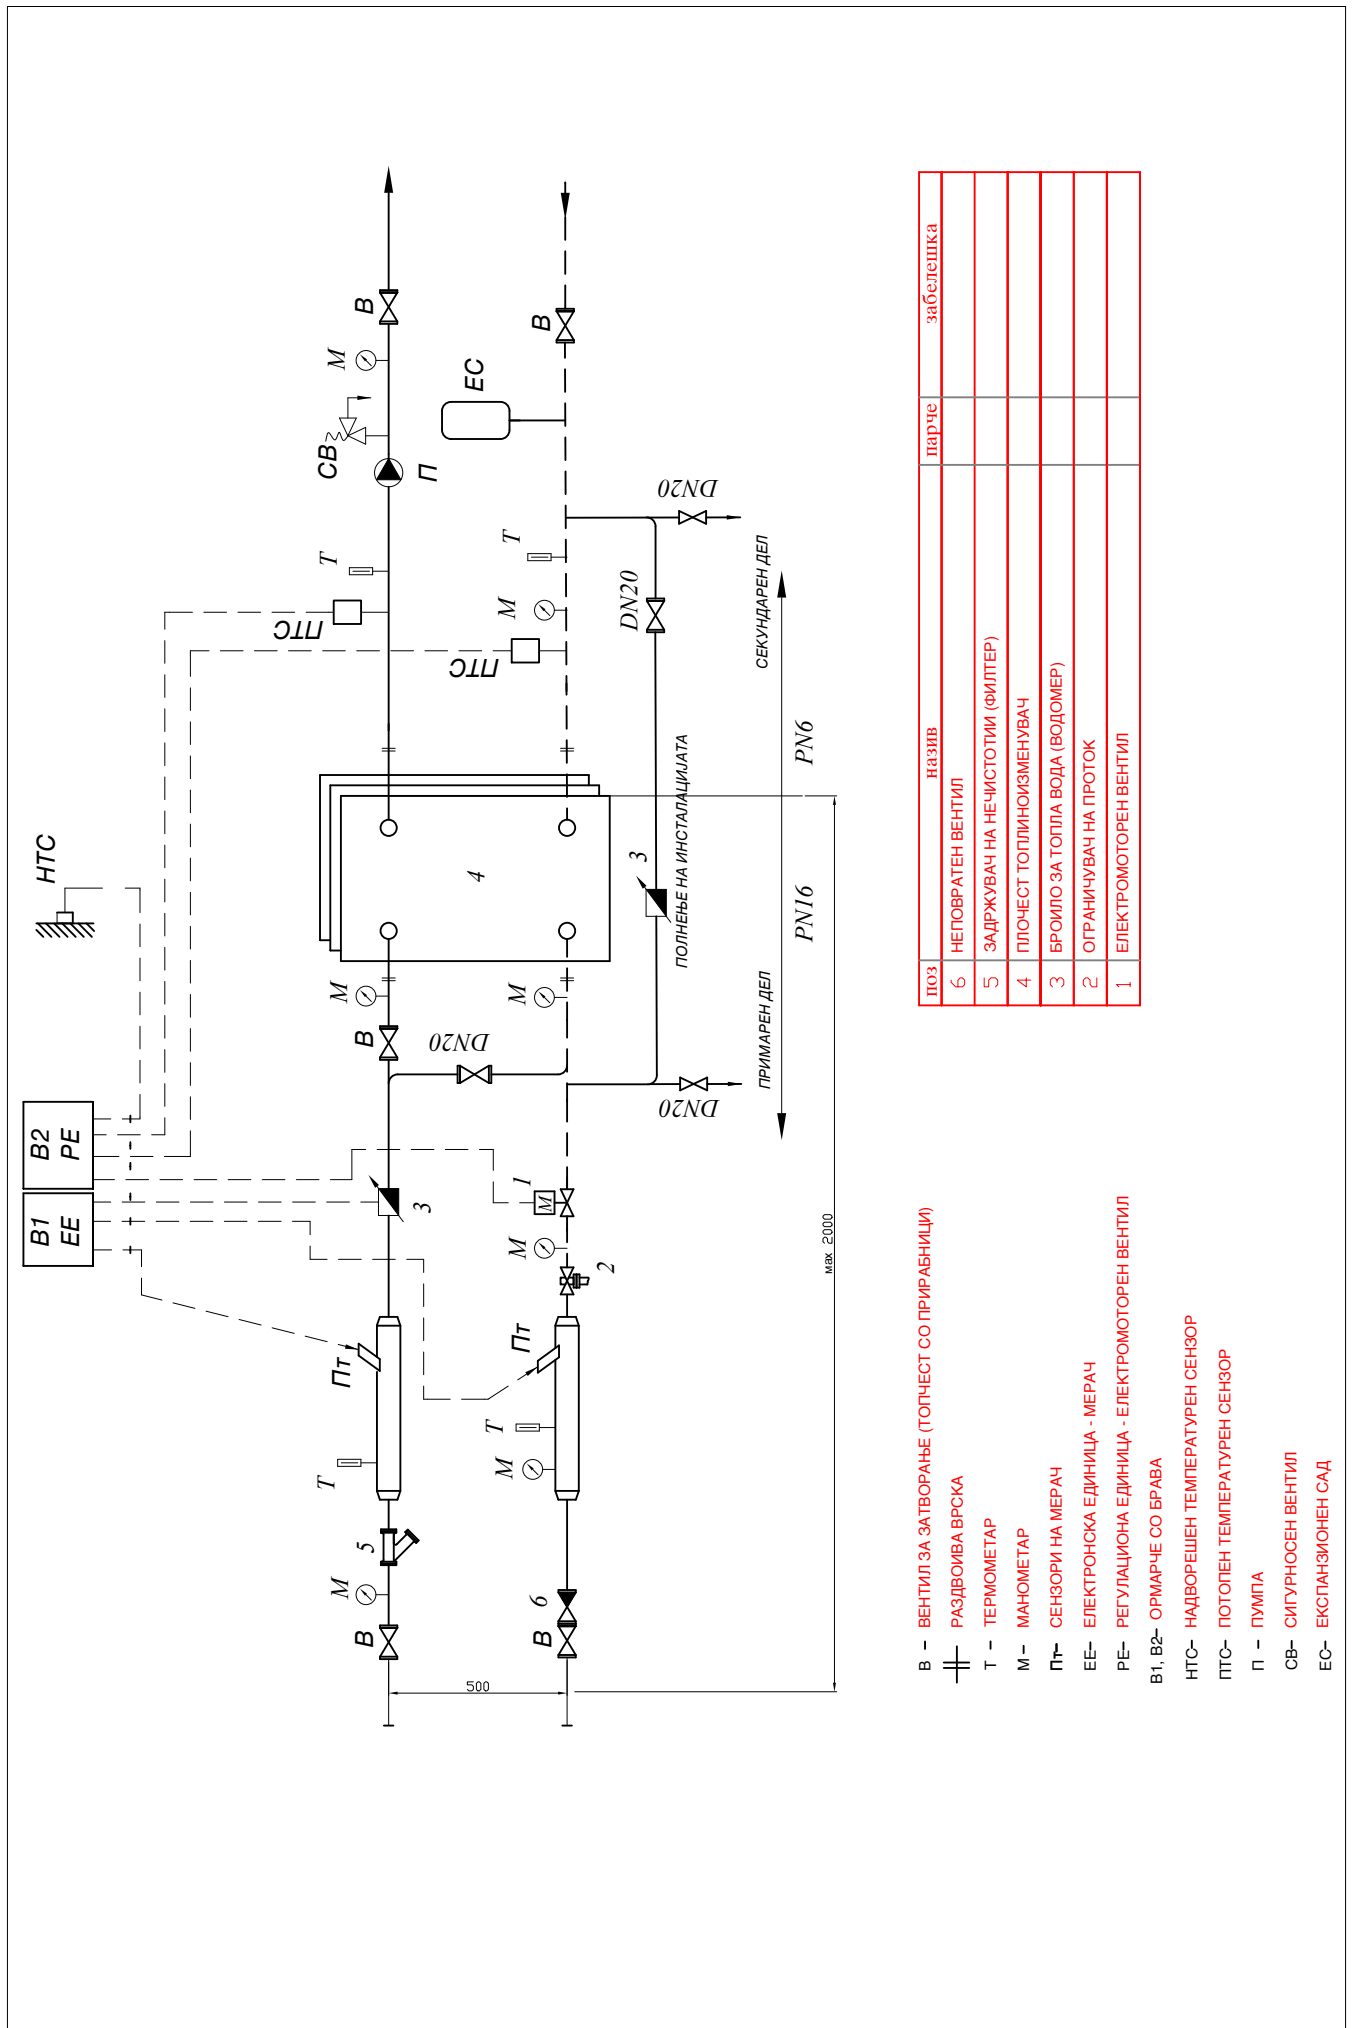 НТС
В1
ЕЕ
В2
РЕ
В
М
5
Т
Пт
3
В
М
DN20
4
ПТС
Т
П
СВ
М
В
В
6
М
Т
Пт
2
М
1
М
М
ПТС
М
Т
ЕС
В
500
DN20
3
DN20
DN20
ПОЛНЕЊЕ НА ИНСТАЛАЦИЈАТА
ПРИМАРЕН ДЕЛ
СЕКУНДАРЕН ДЕЛ
PN16
PN6
мах 2000
поз назив парче забелешка
6 НЕПОВРАТЕН ВЕНТИЛ
5 ЗАДРЖУВАЧ НА НЕЧИСТОТИИ (ФИЛТЕР)
4 ПЛОЧЕСТ ТОПЛИНОИЗМЕНУВАЧ
3 БРОИЛО ЗА ТОПЛА ВОДА (ВОДОМЕР)
2 ОГРАНИЧУВАЧ НА ПРОТОК
1 ЕЛЕКТРОМОТОРЕН ВЕНТИЛ
В – ВЕНТИЛ ЗА ЗАТВОРАЊЕ (ТОПЧЕСТ СО ПРИРАБНИЦИ)
РАЗДВОИВА ВРСКА
Т – ТЕРМОМЕТАР
М – МАНОМЕТАР
Пт– СЕНЗОРИ НА МЕРАЧ
ЕЕ– ЕЛЕКТРОНСКА ЕДИНИЦА - МЕРАЧ
РЕ– РЕГУЛАЦИОНА ЕДИНИЦА - ЕЛЕКТРОМОТОРЕН ВЕНТИЛ
В1, В2– ОРМАРЧЕ СО БРАВА
НТС– НАДВОРЕШЕН ТЕМПЕРАТУРЕН СЕНЗОР
ПТС– ПОТОПЕН ТЕМПЕРАТУРЕН СЕНЗОР
П – ПУМПА
СВ– СИГУРНОСЕН ВЕНТИЛ
ЕС– ЕКСПАНЗИОНЕН САД